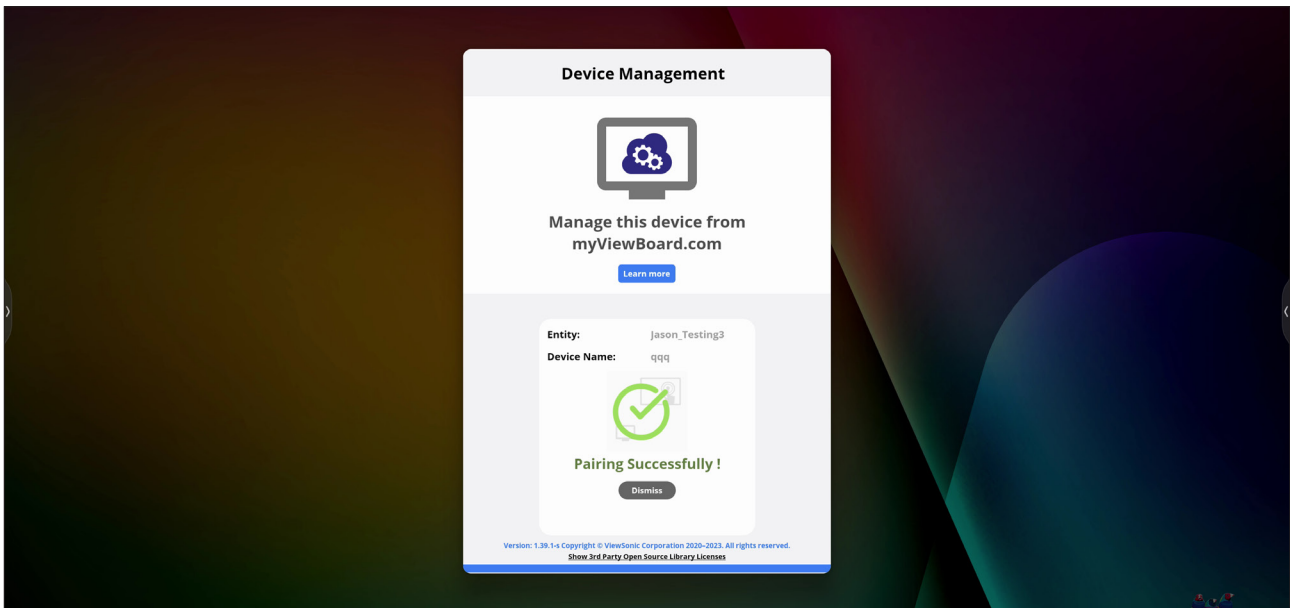 Device Management
Manage this device from
myViewBoard.com
Learn more
Entity: Jason_Testing3
Device Name: qqq
Pairing Successfully !
Dismiss
Version: 1.39.1-s Copyright © ViewSonic Corporation 2020–2023. All rights reserved.
Show 3rd Party Open Source Library Licenses